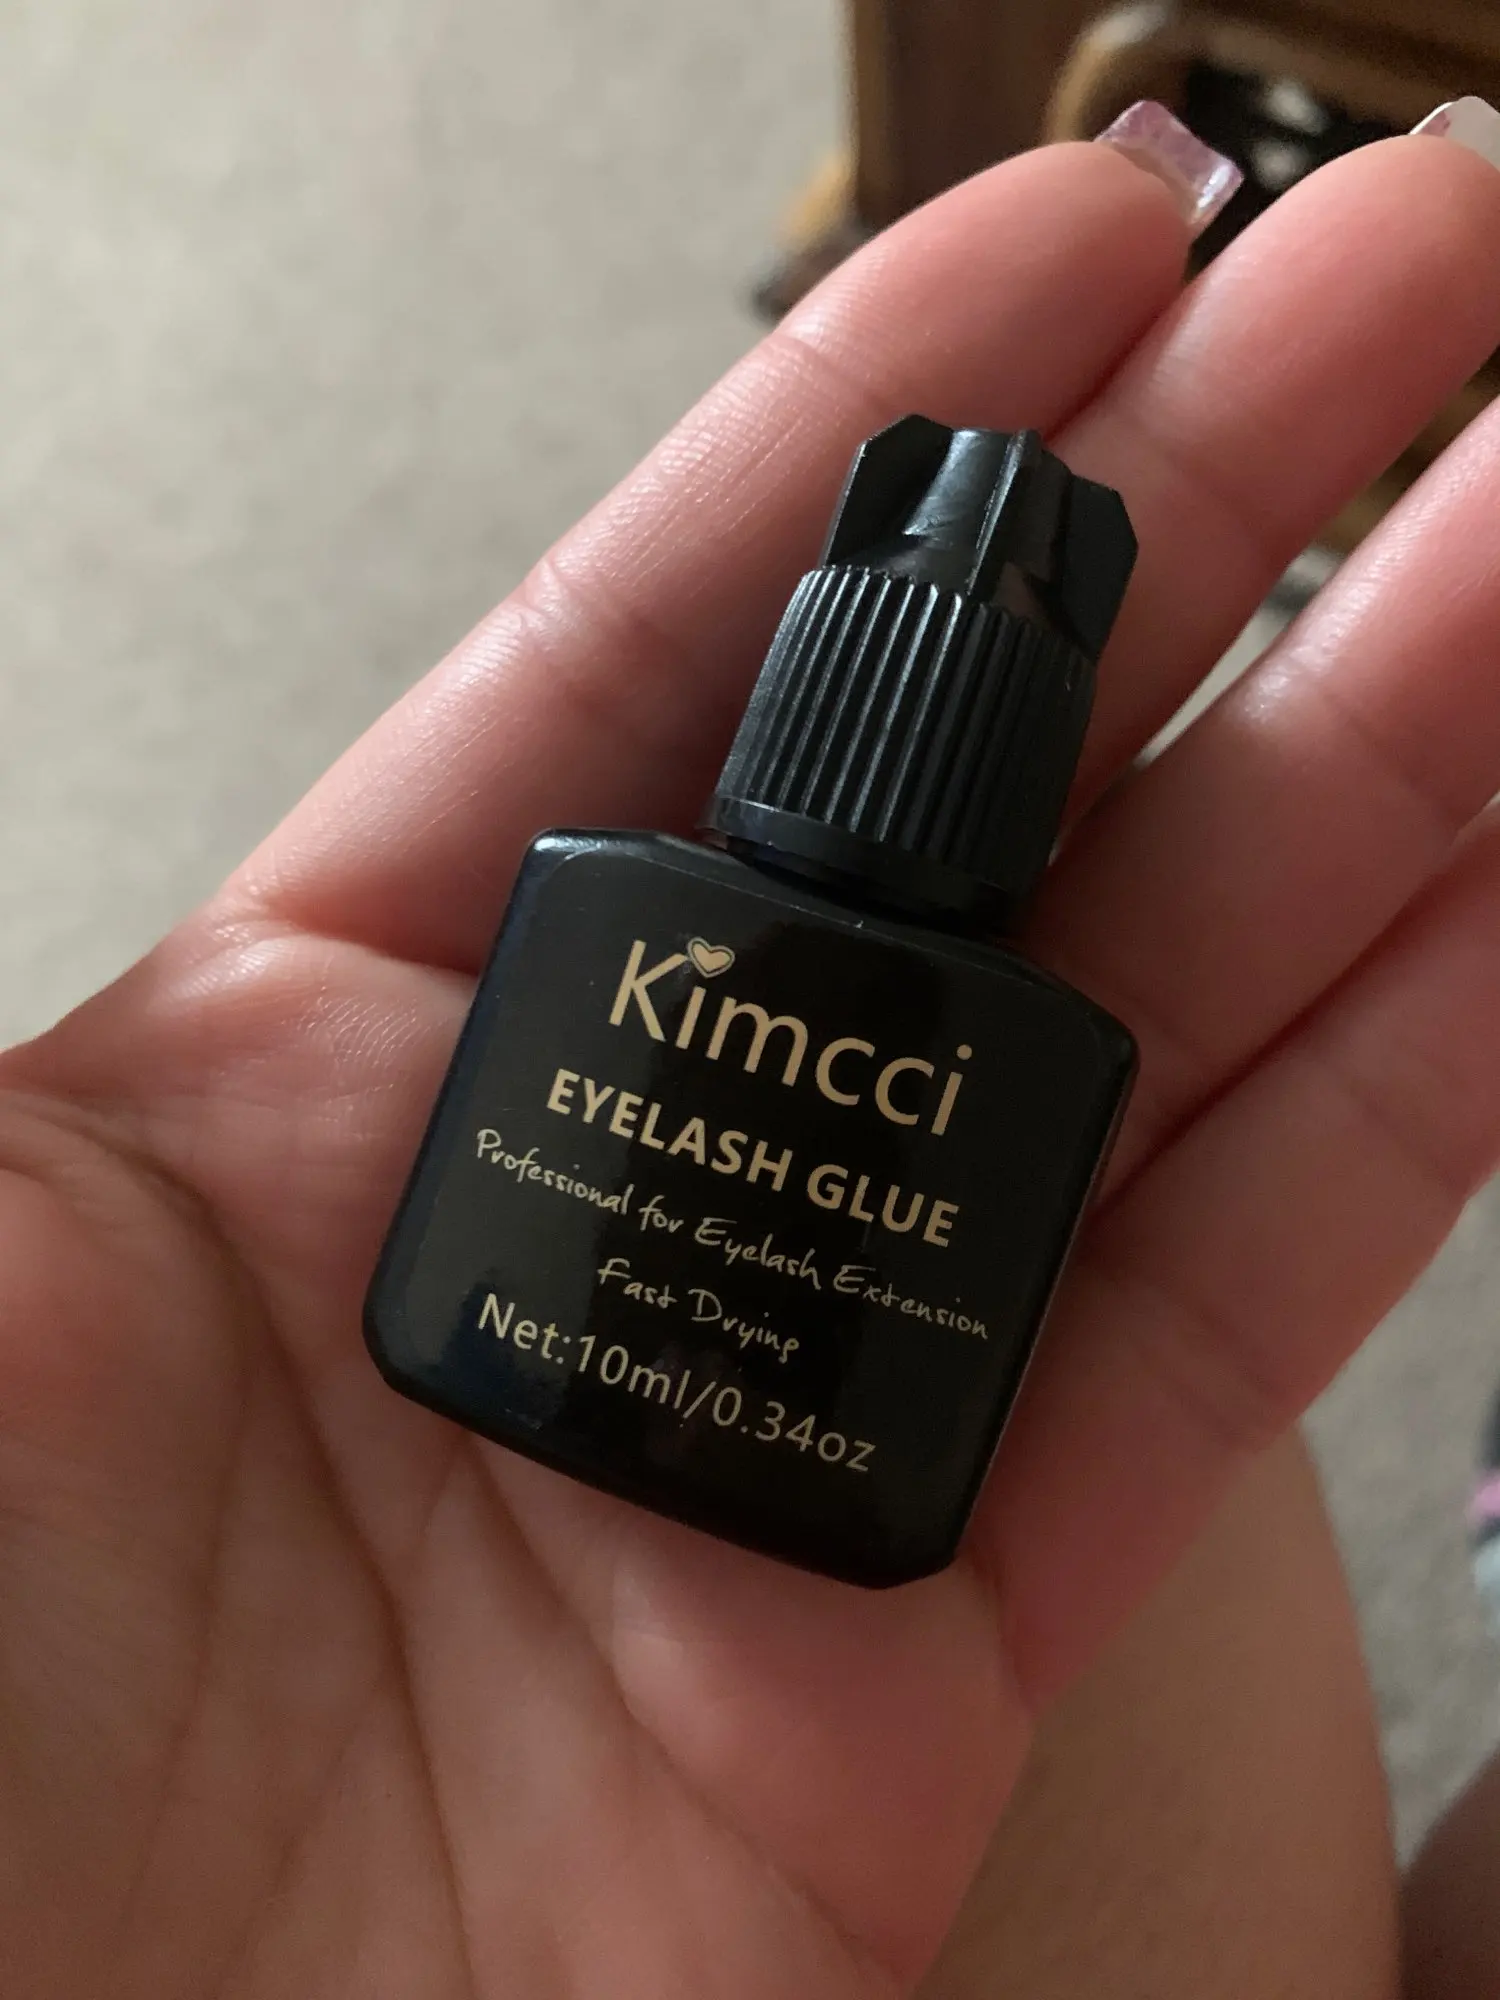 Kimcci
EYELASH GLUE
Professional for Eyelash Extension
Fast Drying
Net:10ml/0.34oz